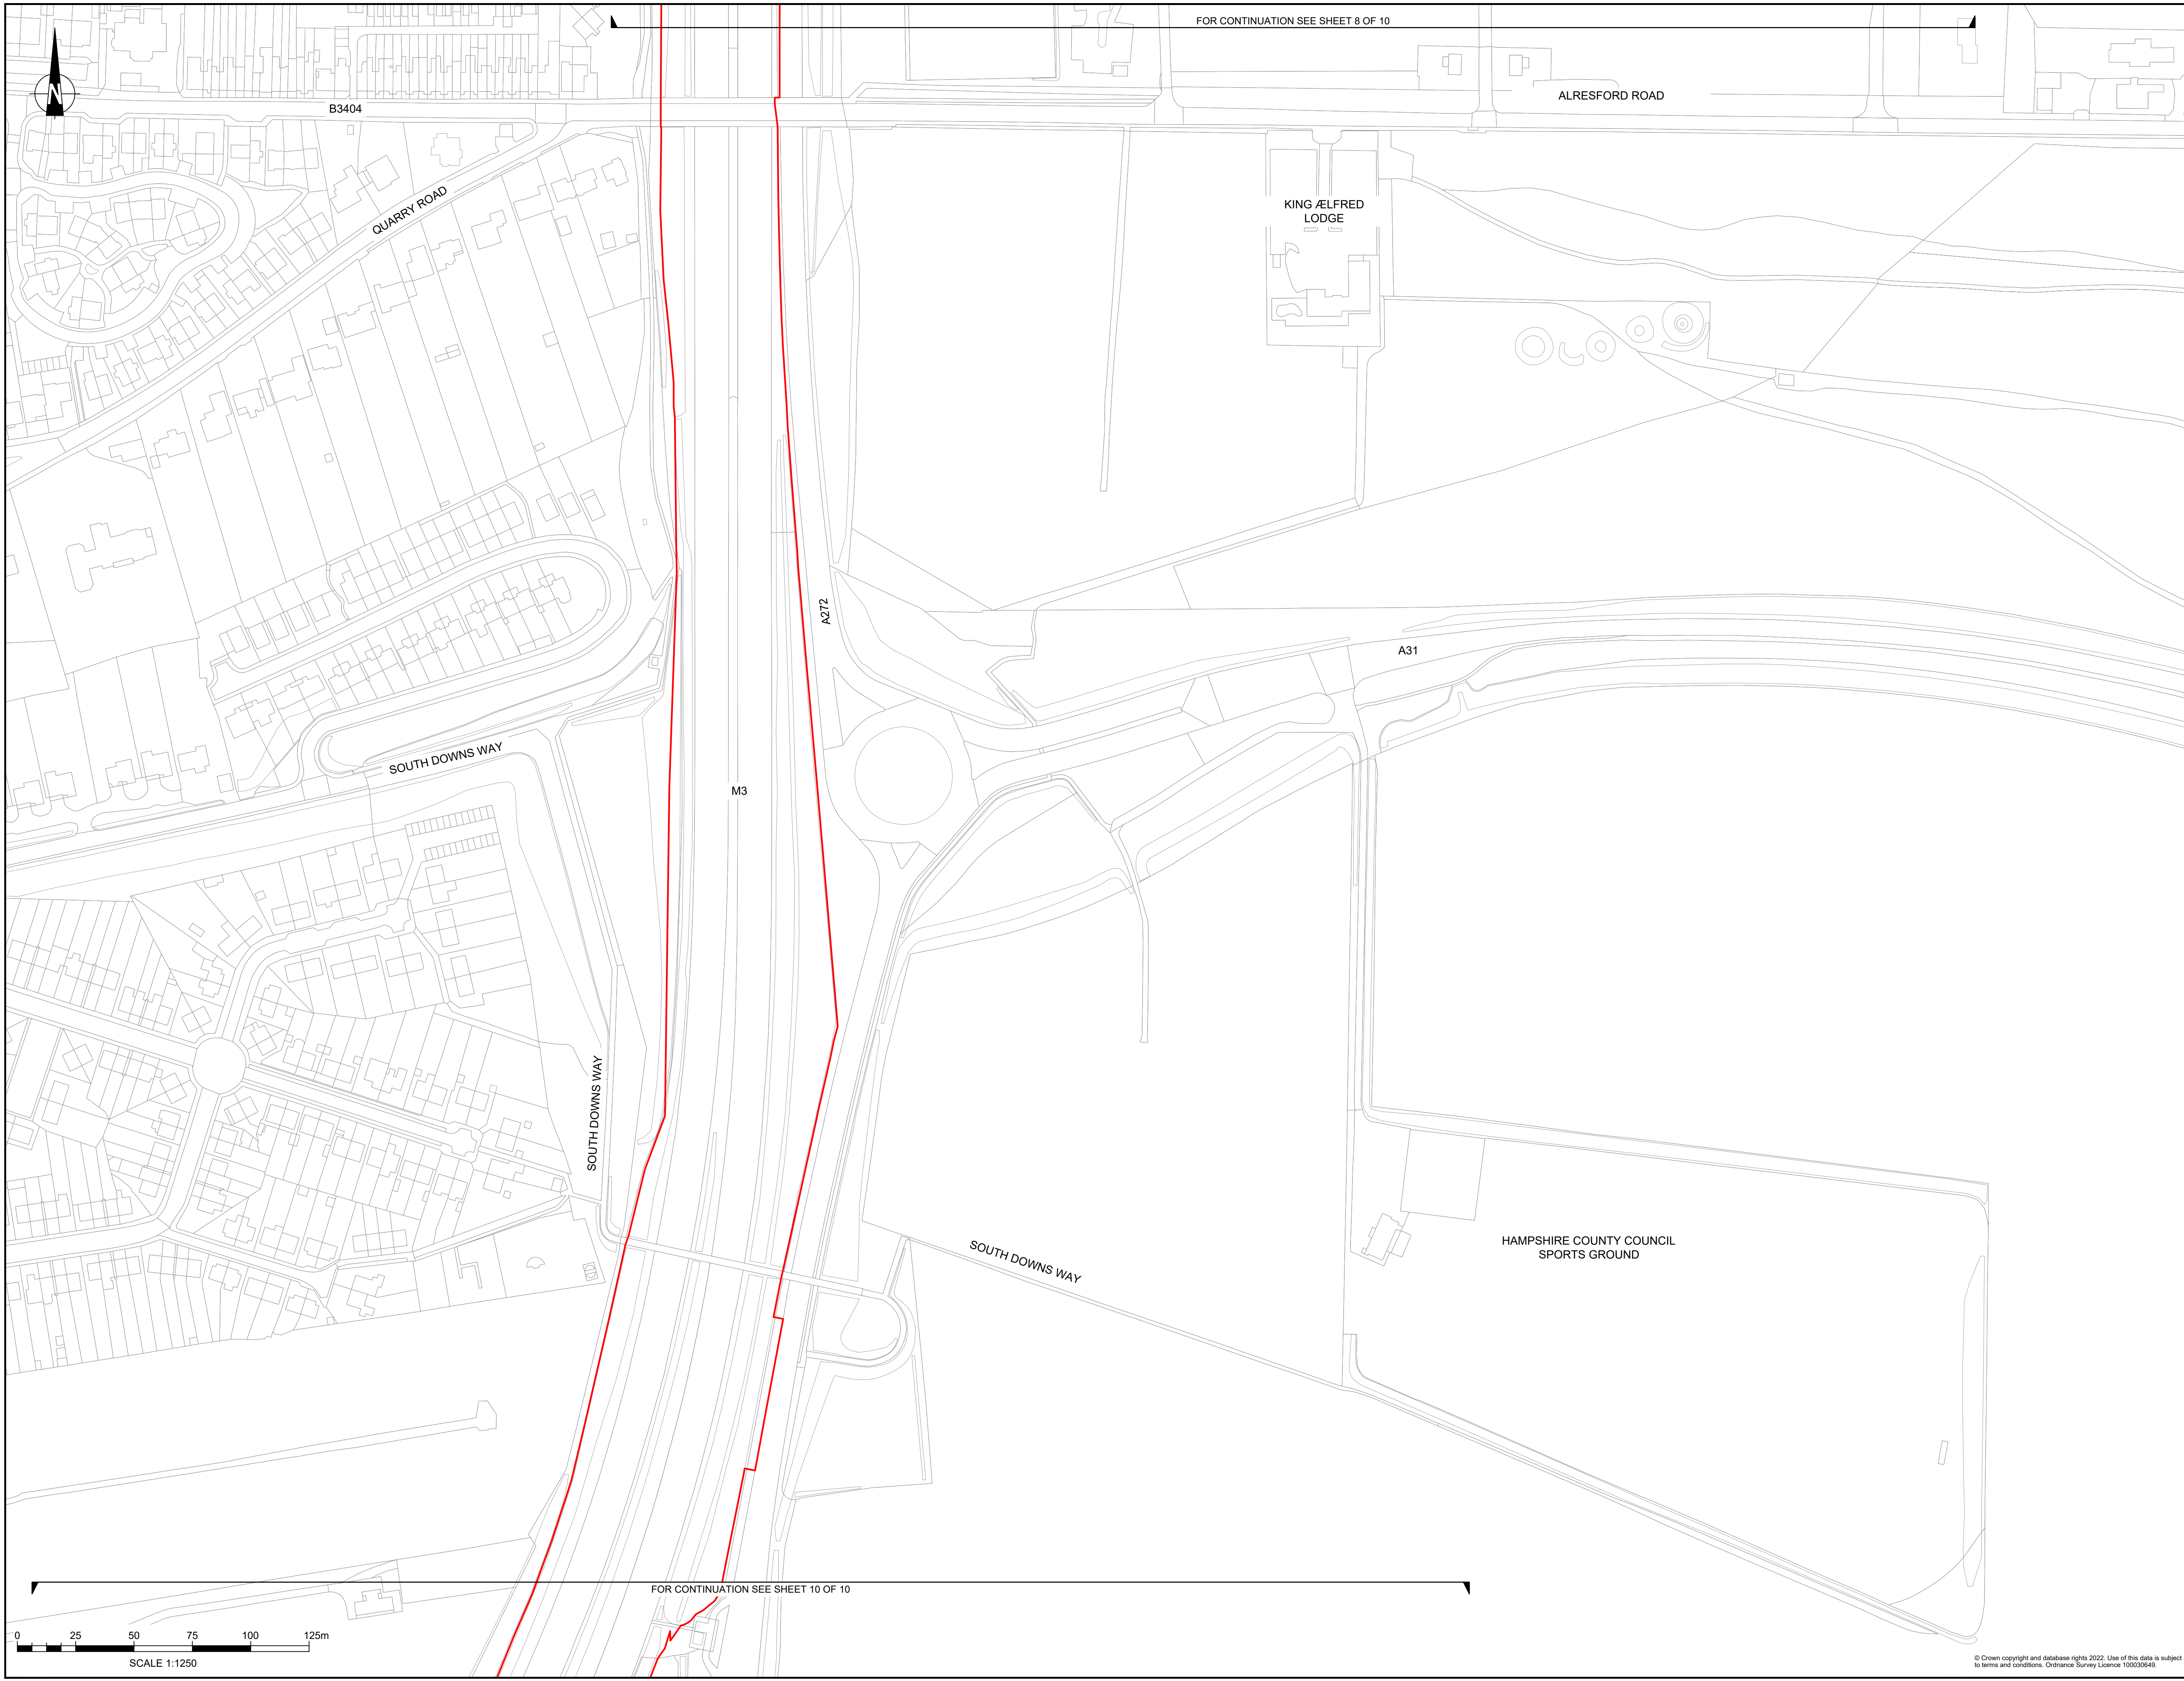 FOR CONTINUATION SEE SHEET 8 OF 10
N
B3404
ALRESFORD ROAD
QUARRY ROAD
KING ÆLFRED
LODGE
A272
A31
SOUTH DOWNS WAY
M3
SOUTH DOWNS WAY
SOUTH DOWNS WAY
HAMPSHIRE COUNTY COUNCIL
SPORTS GROUND
FOR CONTINUATION SEE SHEET 10 OF 10
0 25 50 75 100 125m
SCALE 1:1250
© Crown copyright and database rights 2022. Use of this data is subject
to terms and conditions. Ordnance Survey Licence 100030649.